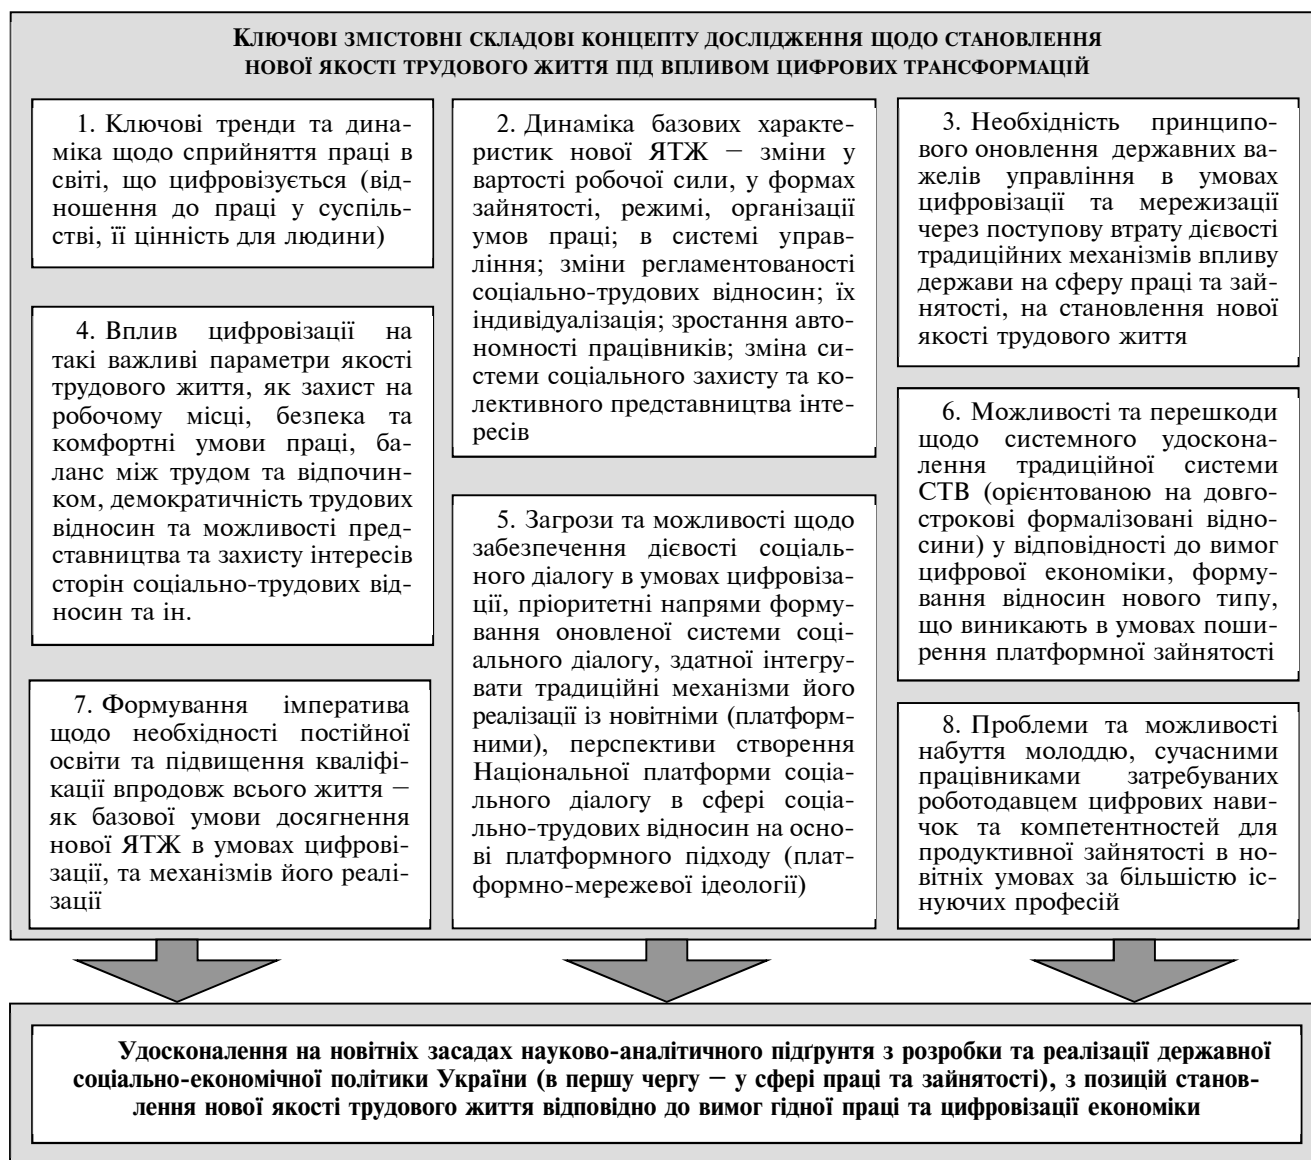 КЛЮЧОВІ ЗМІСТОВНІ СКЛАДОВІ КОНЦЕПТУ ДОСЛІДЖЕННЯ ЩОДО СТАНОВЛЕННЯ
НОВОЇ ЯКОСТІ ТРУДОВОГО ЖИТТЯ ПІД ВПЛИВОМ ЦИФРОВИХ ТРАНСФОРМАЦІЙ
1. Ключові тренди та дина-
міка щодо сприйняття праці в
світі, що цифровізується (від-
ношення до праці у суспіль-
стві, її цінність для людини)
2. Динаміка базових характе-
ристик нової ЯТЖ – зміни у
вартості робочої сили, у формах
зайнятості, режимі, організації
умов праці; в системі управ-
ління; зміни регламентованості
соціально-трудових відносин; їх
індивідуалізація; зростання авто-
номності працівників; зміна си-
стеми соціального захисту та ко-
лективного представництва інте-
ресів
3. Необхідність принципо-
вого оновлення державних ва-
желів управління в умовах
цифровізації та мережизації
через поступову втрату дієвості
традиційних механізмів впливу
держави на сферу праці та зай-
нятості, на становлення нової
якості трудового життя
4. Вплив цифровізації на
такі важливі параметри якості
трудового життя, як захист на
робочому місці, безпека та
комфортні умови праці, ба-
ланс між трудом та відпочин-
ком, демократичність трудових
відносин та можливості пред-
ставництва та захисту інтересів
сторін соціально-трудових від-
носин та ін.
5. Загрози та можливості щодо
забезпечення дієвості соціаль-
ного діалогу в умовах цифровіза-
ції, пріоритетні напрями форму-
вання оновленої системи соці-
ального діалогу, здатної інтегру-
вати традиційні механізми його
реалізації із новітніми (платформ-
ними), перспективи створення
Національної платформи соціа-
льного діалогу в сфері соціа-
льно-трудових відносин на осно-
ві платформного підходу (плат-
формно-мережевої ідеології)
6. Можливості та перешкоди
щодо системного удоскона-
лення традиційної системи
СТВ (орієнтованою на довго-
строкові формалізовані відно-
сини) у відповідності до вимог
цифрової економіки, форму-
вання відносин нового типу,
що виникають в умовах поши-
рення платформної зайнятості
7. Формування імператива
щодо необхідності постійної
освіти та підвищення кваліфі-
кації впродовж всього життя –
як базової умови досягнення
нової ЯТЖ в умовах цифрові-
зації, та механізмів його реалі-
зації
8. Проблеми та можливості
набуття молоддю, сучасними
працівниками затребуваних
роботодавцем цифрових нави-
чок та компетентностей для
продуктивної зайнятості в но-
вітніх умовах за більшістю іс-
нуючих професій
Удосконалення на новітніх засадах науково-аналітичного підґрунтя з розробки та реалізації державної
соціально-економічної політики України (в першу чергу – у сфері праці та зайнятості), з позицій станов-
лення нової якості трудового життя відповідно до вимог гідної праці та цифровізації економіки